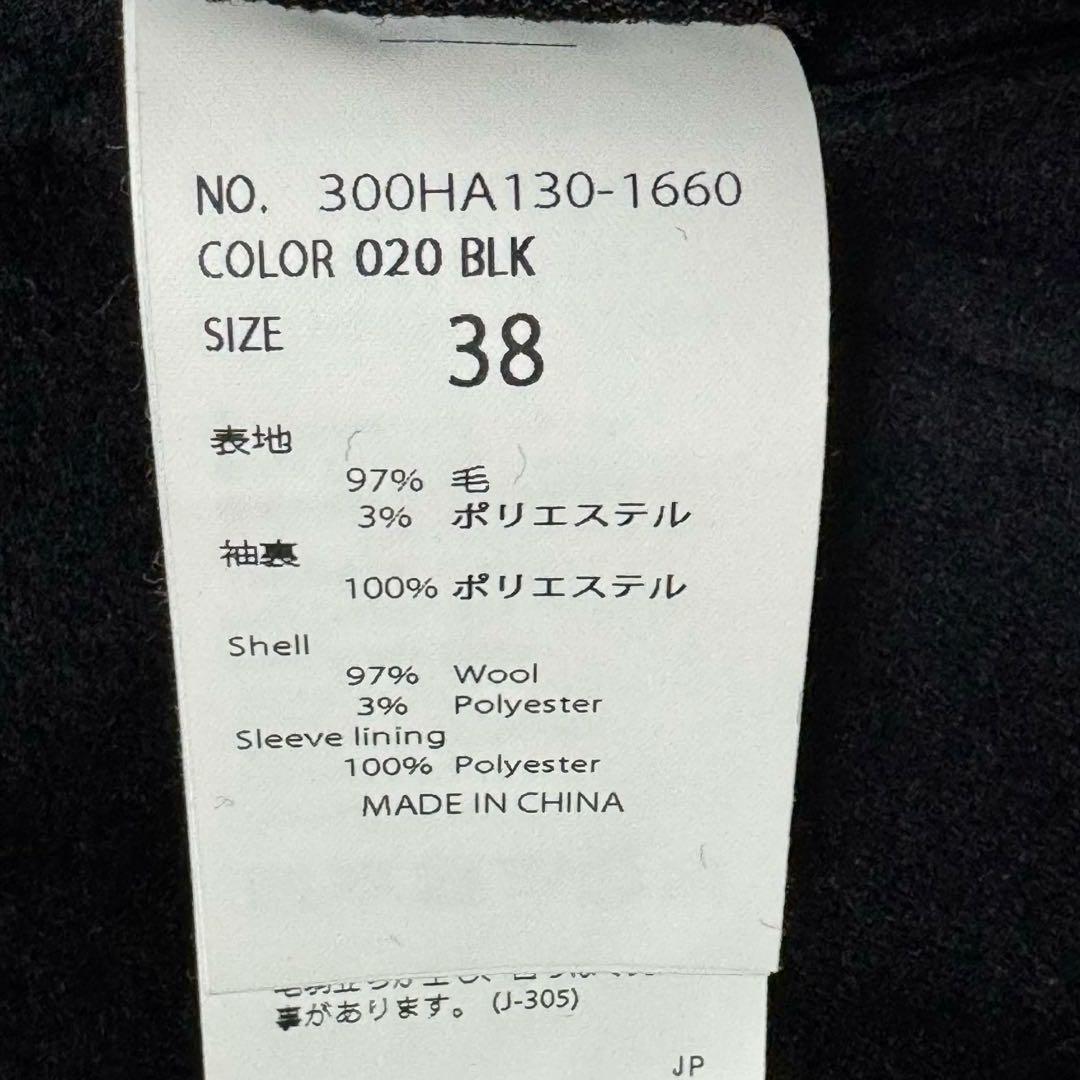 NO. 300HA130-1660
COLOR 020 BLK
SIZE 38
表地
97% 毛
3% ポリエステル
袖裏
100% ポリエステル
Shell
97% Wool
3% Polyester
Sleeve lining
100% Polyester
MADE IN CHINA
事があります。 (J-305)
JP